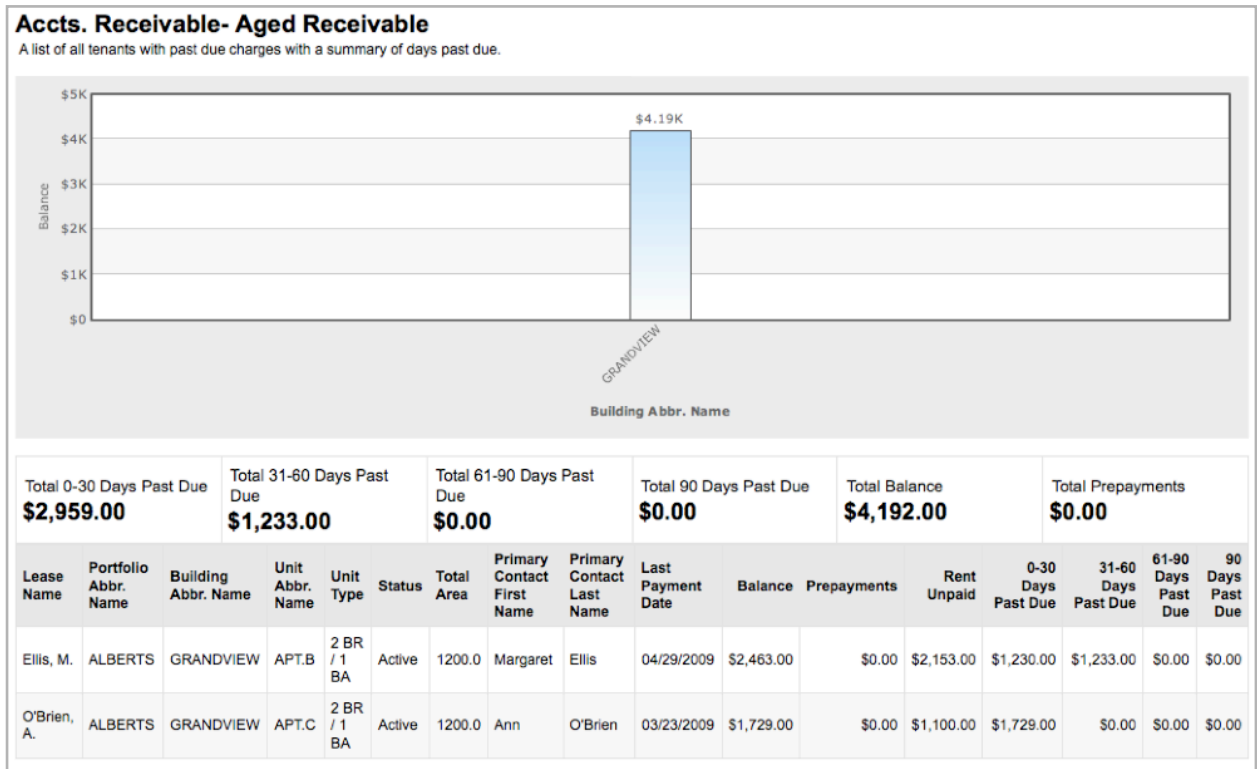 Accts. Receivable- Aged Receivable
A list of all tenants with past due charges with a summary of days past due.
$5K
$4K
$3K
$2K
$1K
$0
Balance
$4.19K
GRANDVIEW
Building Abbr. Name
Total 0-30 Days Past Due
$2,959.00
Total 31-60 Days Past
Due
$1,233.00
Total 61-90 Days Past
Due
$0.00
Total 90 Days Past Due
$0.00
Total Balance
$4,192.00
Total Prepayments
$0.00
Lease
Name
Portfolio
Abbr.
Name
Building
Abbr. Name
Unit
Abbr.
Name
Unit
Type
Status
Total
Area
Primary
Contact
First
Name
Primary
Contact
Last
Name
Last
Payment
Date
Balance
Prepayments
Rent
Unpaid
0-30
Days
Past Due
31-60
Days
Past Due
61-90
Days
Past
Due
90
Days
Past
Due
Ellis, M.
ALBERTS
GRANDVIEW
APT.B
2 BR
/ 1
BA
Active
1200.0
Margaret
Ellis
04/29/2009
$2,463.00
$0.00
$2,153.00
$1,230.00
$1,233.00
$0.00
$0.00
O'Brien,
A.
ALBERTS
GRANDVIEW
APT.C
2 BR
/ 1
BA
Active
1200.0
Ann
O'Brien
03/23/2009
$1,729.00
$0.00
$1,100.00
$1,729.00
$0.00
$0.00
$0.00